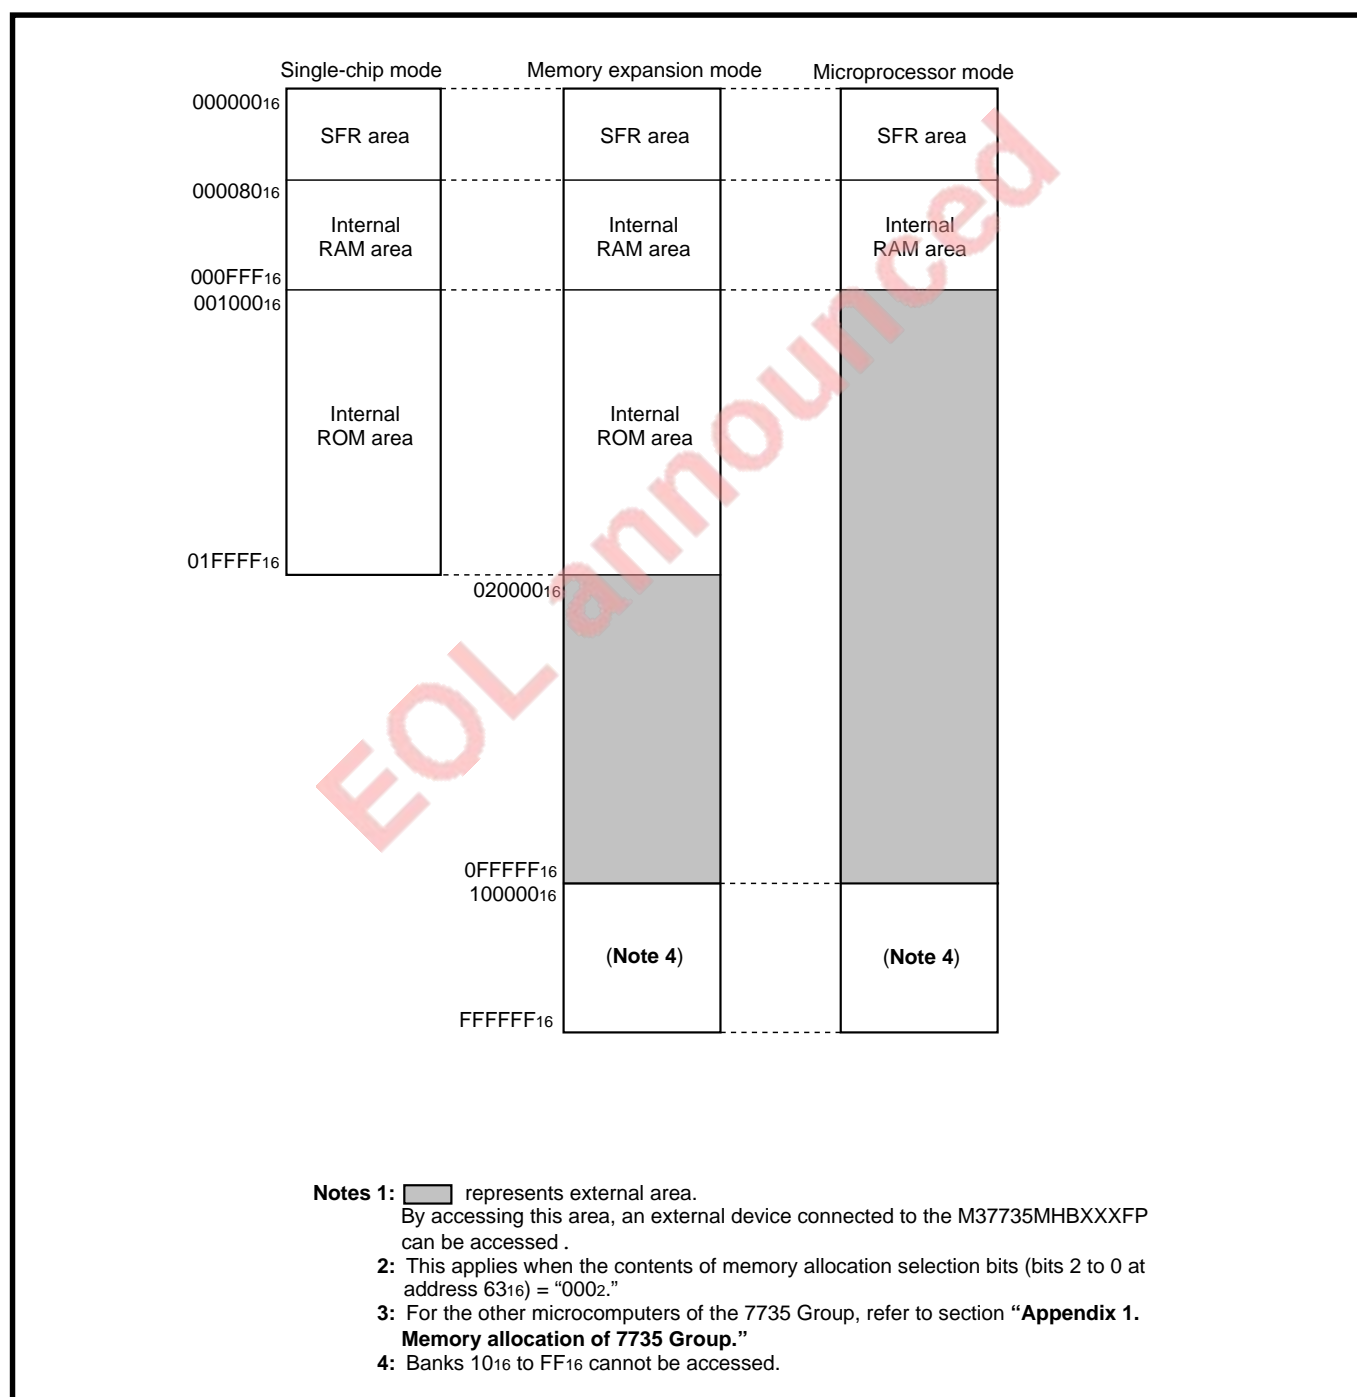 Single-chip mode Memory expansion mode Microprocessor mode
000000₁₆
SFR area SFR area SFR area
000080₁₆
Internal RAM area Internal RAM area Internal RAM area
000FFF₁₆
001000₁₆
Internal ROM area Internal ROM area
01FFFF₁₆
020000₁₆
0FFFFF₁₆
100000₁₆
(Note 4) (Note 4)
FFFFFF₁₆
EOL announced
Notes 1: represents external area.
By accessing this area, an external device connected to the M37735MHBXXXFP
can be accessed .
2: This applies when the contents of memory allocation selection bits (bits 2 to 0 at
address 63₁₆) = “000₂.”
3: For the other microcomputers of the 7735 Group, refer to section “Appendix 1.
Memory allocation of 7735 Group.”
4: Banks 10₁₆ to FF₁₆ cannot be accessed.